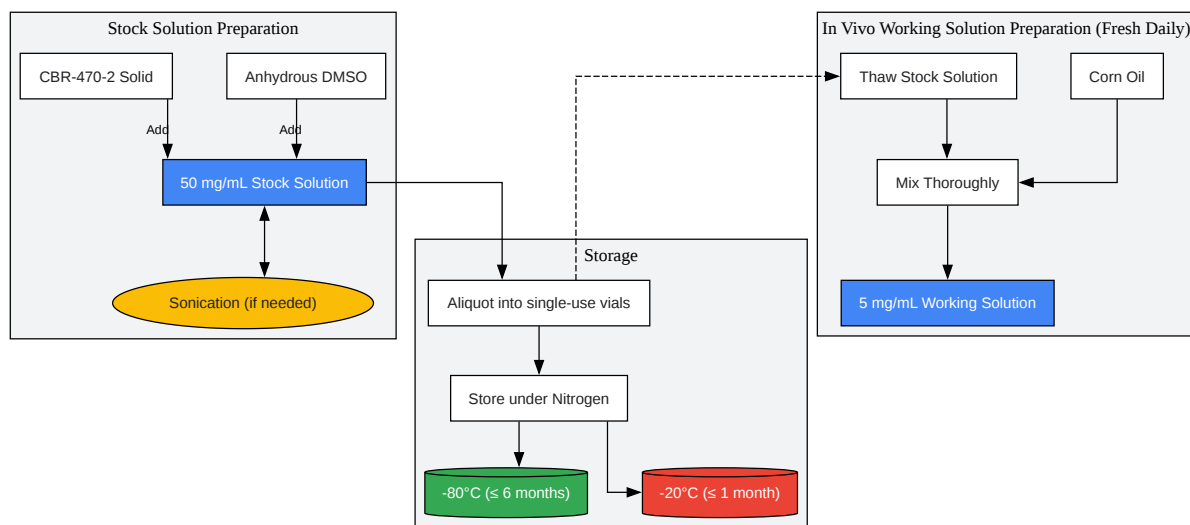 Stock Solution Preparation
CBR-470-2 Solid
Anhydrous DMSO
Add
Add
50 mg/mL Stock Solution
Sonication (if needed)
Storage
Aliquot into single-use vials
Store under Nitrogen
-80°C (≤ 6 months)
-20°C (≤ 1 month)
In Vivo Working Solution Preparation (Fresh Daily)
Thaw Stock Solution
Corn Oil
Mix Thoroughly
5 mg/mL Working Solution